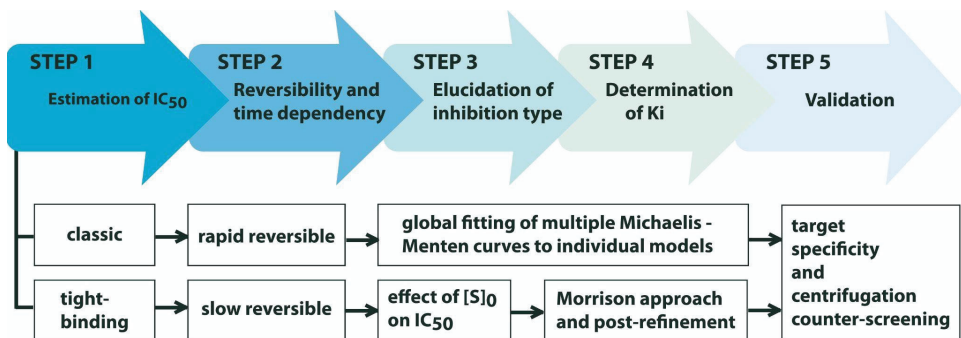 STEP 1
Estimation of IC50
STEP 2
Reversibility and
time dependency
STEP 3
Elucidation of
inhibition type
STEP 4
Determination
of Ki
STEP 5
Validation
classic
rapid reversible
global fitting of multiple Michaelis -
Menten curves to individual models
target
specificity
and
centrifugation
counter-screening
tight-
binding
slow reversible
effect of [S]0
on IC50
Morrison approach
and post-refinement